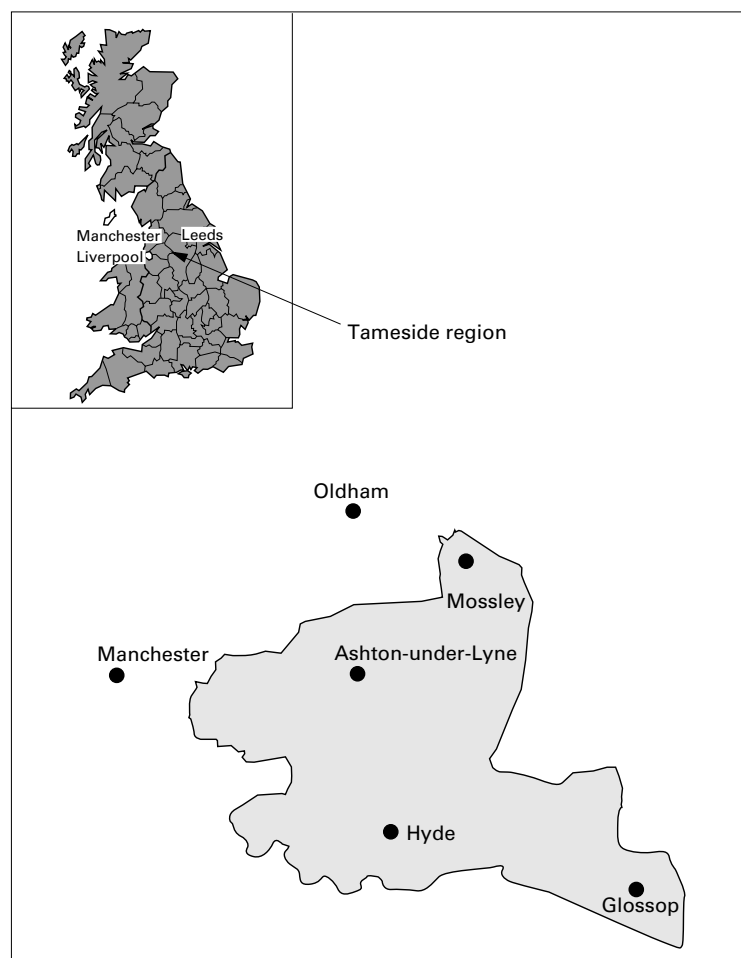 Manchester
Leeds
Liverpool
Tameside region
Oldham
Mossley
Manchester
Ashton-under-Lyne
Hyde
Glossop